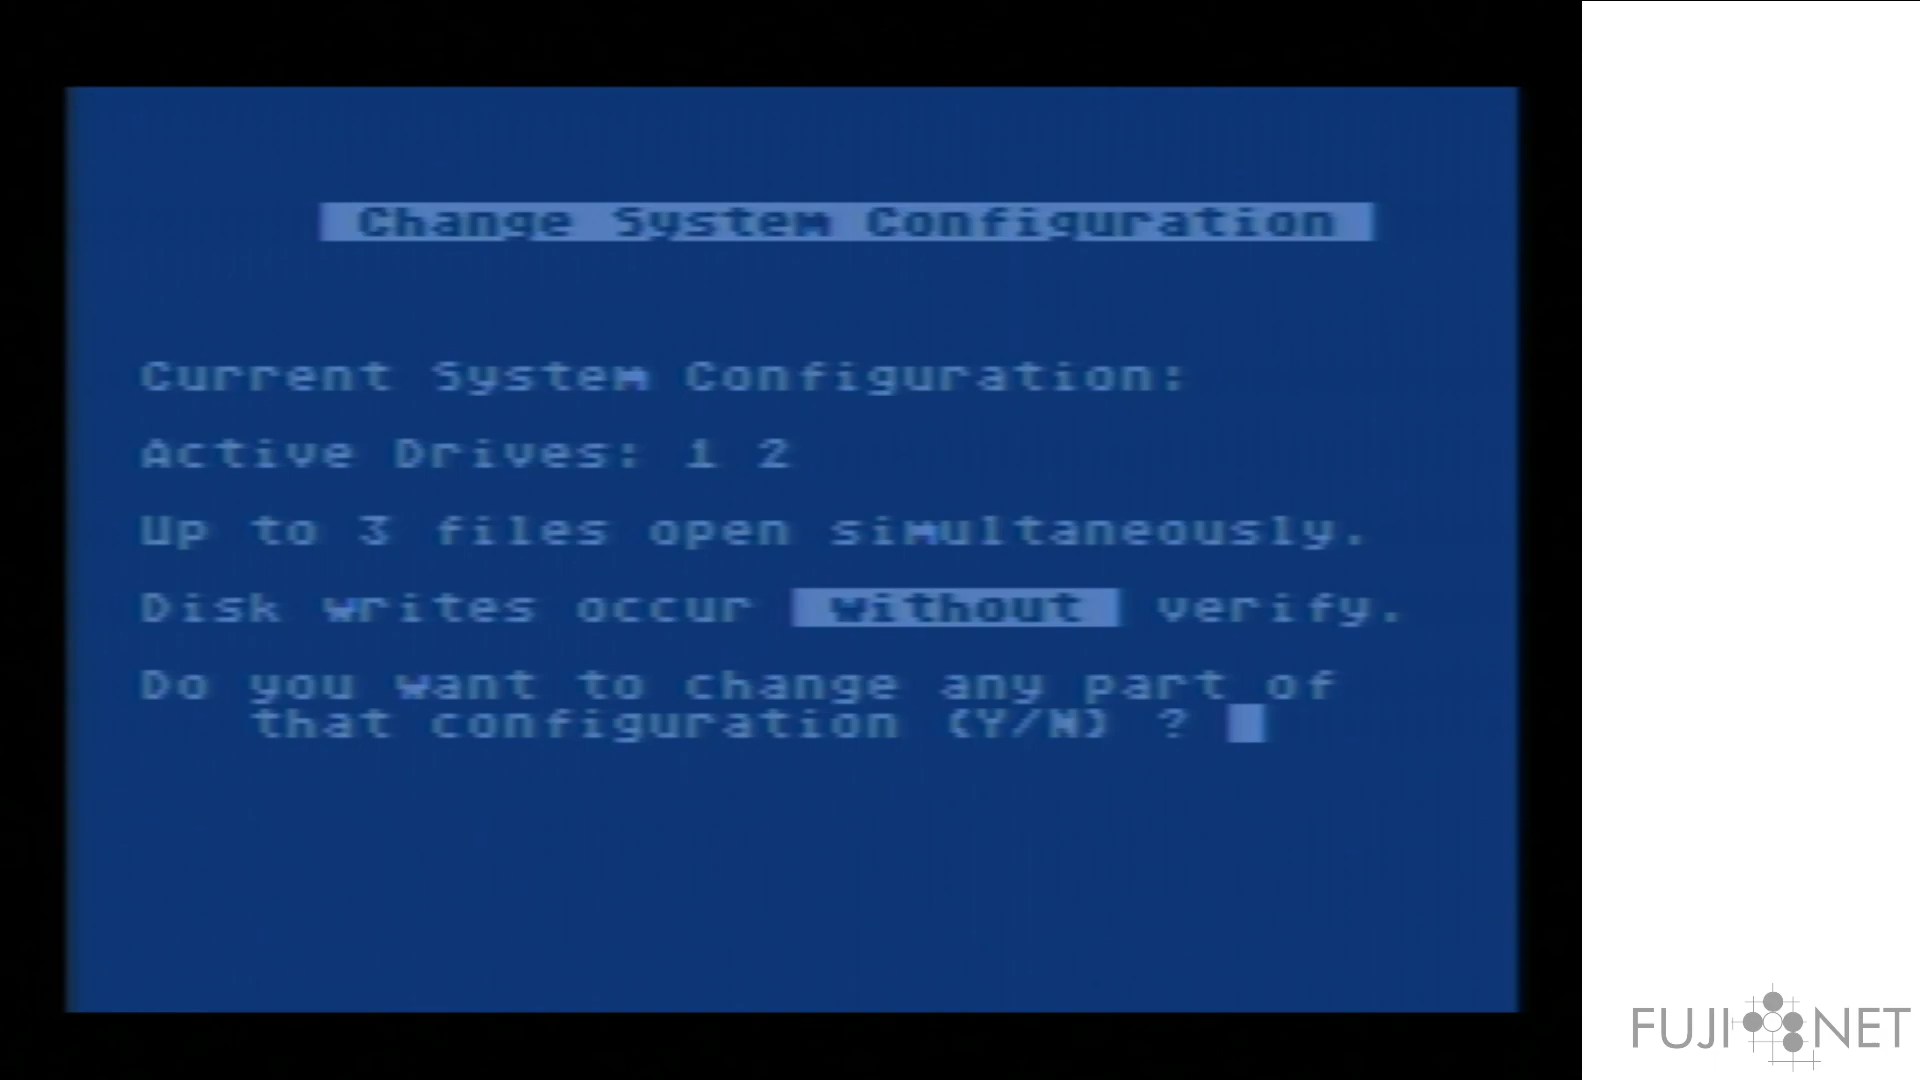 Change System Configuration
Current System Configuration:
Active Drives: 1 2
Up to 3 files open simultaneously.
Disk writes occur without verify.
Do you want to change any part of
that configuration (Y/N) ?
FUJINET